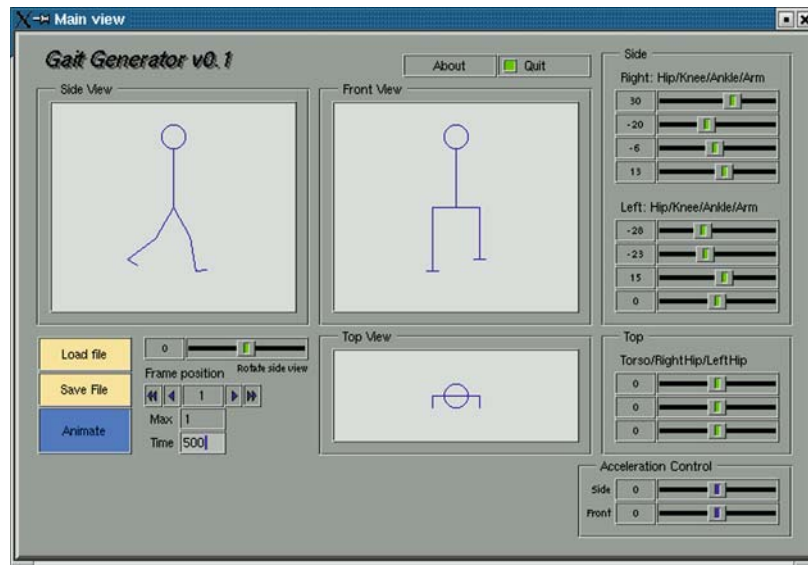 Main view
Gait Generator v0.1
About
Quit
Side View
Front View
Side
Right: Hip/Knee/Ankle/Arm
30
-20
-6
13
Left: Hip/Knee/Ankle/Arm
-28
-23
15
0
Load file
Save File
Animate
0
Rotate side view
Frame position
1
Max 1
Time 500
Top View
Top
Torso/RightHip/LeftHip
0
0
0
Acceleration Control
Side 0
Front 0